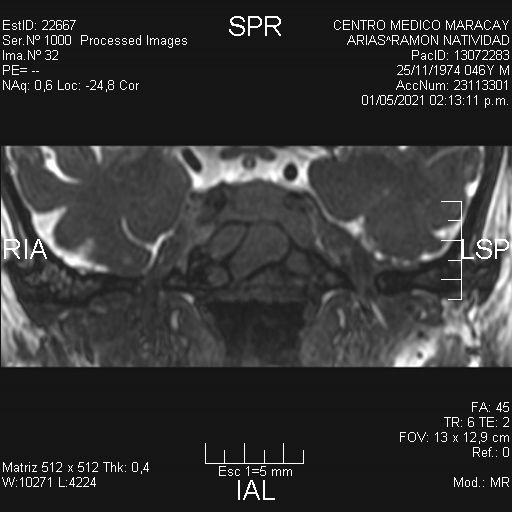 EstID: 22667
Ser.Nº 1000 Processed Images
Ima.Nº 32
PE= --
NAq: 0,6 Loc: -24,8 Cor
SPR
CENTRO MEDICO MARACAY
ARIAS^RAMON NATIVIDAD
PacID: 13072283
25/11/1974 046Y M
AccNum: 23113301
01/05/2021 02:13:11 p.m.
RIA
LSP
FA: 45
TR: 6 TE: 2
FOV: 13 x 12,9 cm
Ref.: 0
Matriz 512 x 512 Thk: 0,4
W:10271 L:4224
Esc 1=5 mm
IAL
Mod.: MR